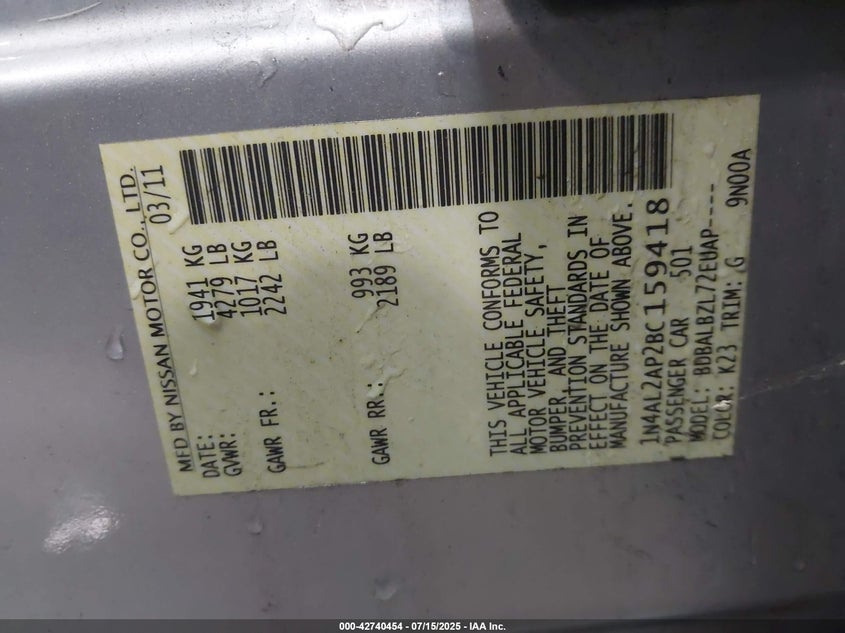 MFD BY NISSAN MOTOR CO., LTD.
DATE: 03/11
GVWR: 1941 KG
4279 LB
GAWR FR.: 1017 KG
2242 LB
GAWR RR.: 993 KG
2189 LB
THIS VEHICLE CONFORMS TO
ALL APPLICABLE FEDERAL
MOTOR VEHICLE SAFETY,
BUMPER, AND THEFT
PREVENTION STANDARDS IN
EFFECT ON THE DATE OF
MANUFACTURE SHOWN ABOVE.
1N4AL2AP2BC159418
PASSENGER CAR 501
MODEL: BDBALBZL72EUAP----
COLOR: K23 TRIM: G 9N00A
000-42740454 - 07/15/2025 - IAA Inc.